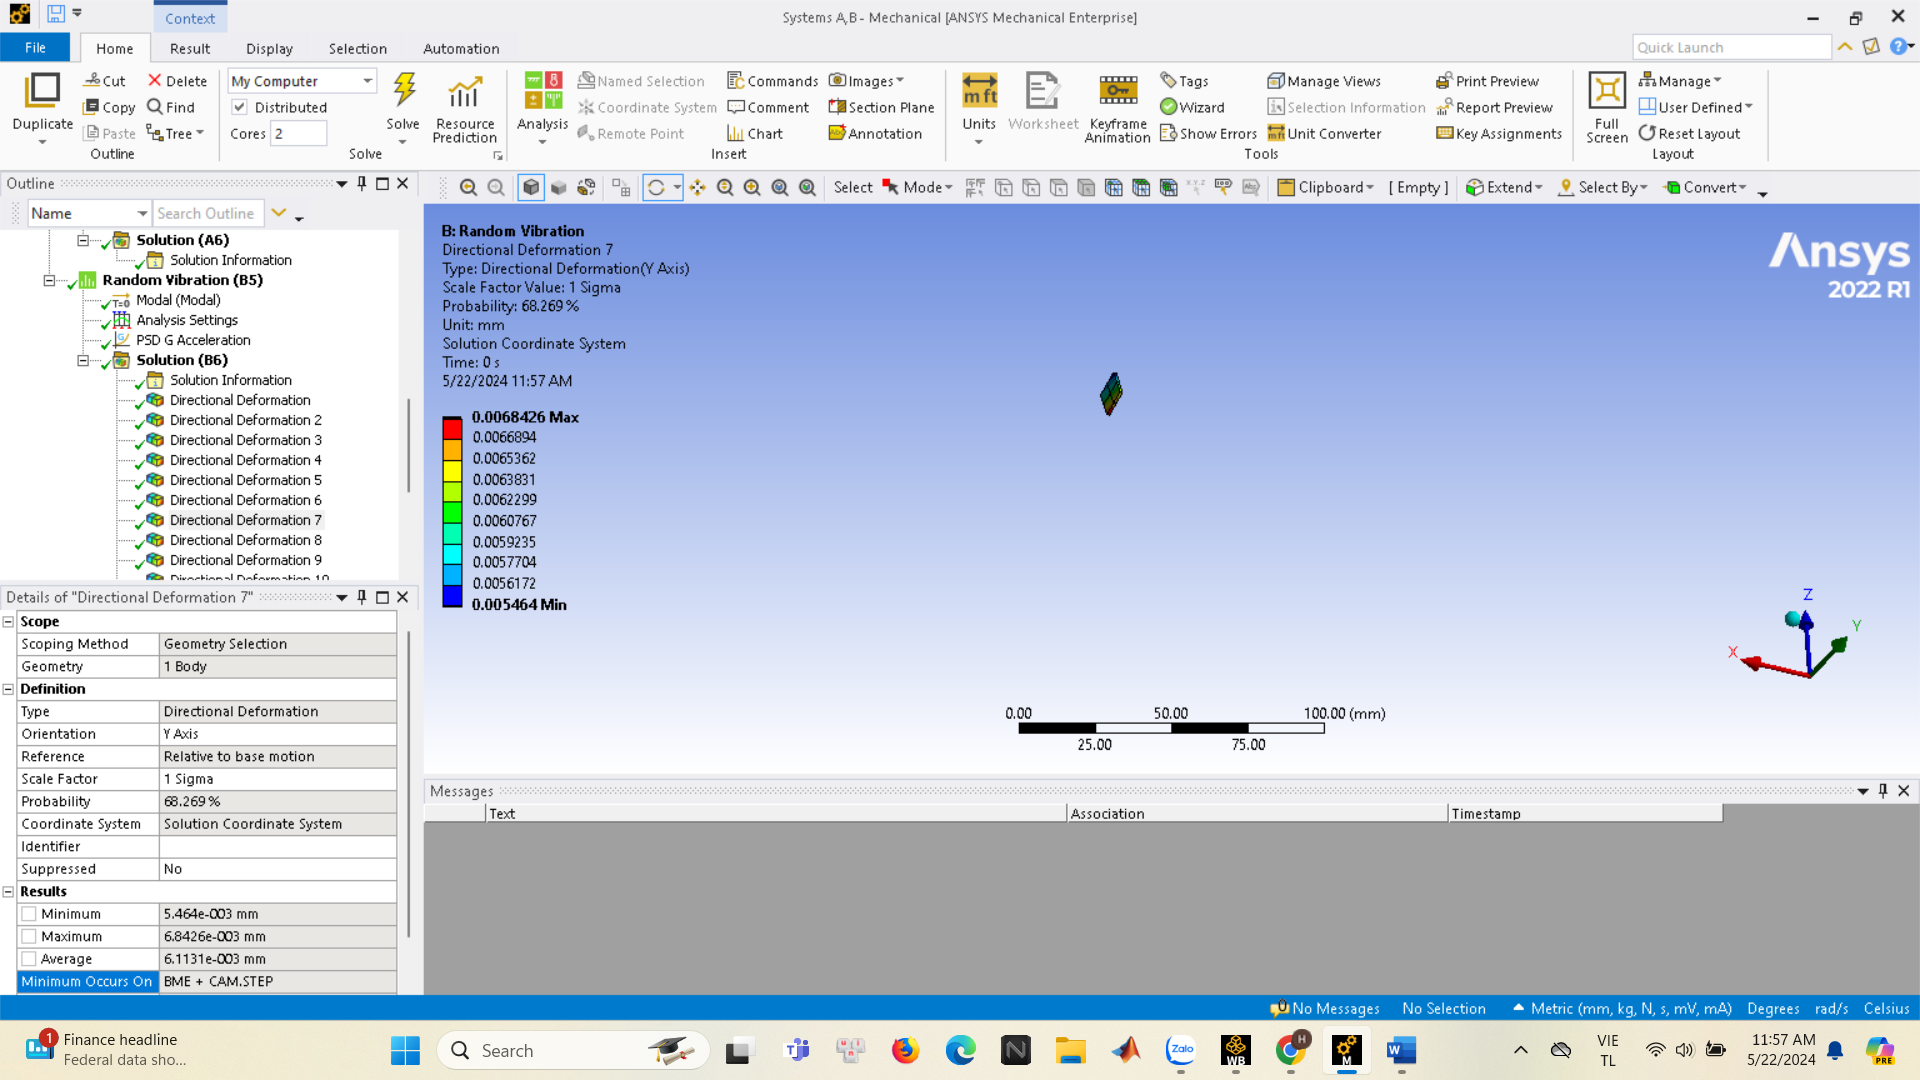 Context
Systems A,B - Mechanical [ANSYS Mechanical Enterprise]
File Home Result Display Selection Automation
Quick Launch
Duplicate
Cut
Copy
Paste
Delete
Find
Tree
Outline
My Computer
Distributed
Cores 2
Solve
Resource Prediction
Solve
Analysis
Named Selection
Coordinate System
Remote Point
Commands
Comment
Chart
Images
Section Plane
Annotation
Insert
Units
Worksheet
Keyframe Animation
Tags
Wizard
Show Errors
Manage Views
Selection Information
Unit Converter
Print Preview
Report Preview
Key Assignments
Tools
Full Screen
Manage
User Defined
Reset Layout
Layout
Outline
Name
Search Outline
Select Mode
Clipboard [ Empty ] Extend Select By Convert
Solution (A6)
Solution Information
Random Vibration (B5)
Modal (Modal)
Analysis Settings
PSD G Acceleration
Solution (B6)
Solution Information
Directional Deformation
Directional Deformation 2
Directional Deformation 3
Directional Deformation 4
Directional Deformation 5
Directional Deformation 6
Directional Deformation 7
Directional Deformation 8
Directional Deformation 9
Directional Deformation 10
Details of "Directional Deformation 7"
Scope
Scoping Method Geometry Selection
Geometry 1 Body
Definition
Type Directional Deformation
Orientation Y Axis
Reference Relative to base motion
Scale Factor 1 Sigma
Probability 68.269 %
Coordinate System Solution Coordinate System
Identifier
Suppressed No
Results
Minimum 5.464e-003 mm
Maximum 6.8426e-003 mm
Average 6.1131e-003 mm
Minimum Occurs On BME + CAM.STEP
B: Random Vibration
Directional Deformation 7
Type: Directional Deformation(Y Axis)
Scale Factor Value: 1 Sigma
Probability: 68.269 %
Unit: mm
Solution Coordinate System
Time: 0 s
5/22/2024 11:57 AM
0.0068426 Max
0.0066894
0.0065362
0.0063831
0.0062299
0.0060767
0.0059235
0.0057704
0.0056172
0.005464 Min
Ansys
2022 R1
Z
Y
X
0.00 50.00 100.00 (mm)
25.00 75.00
Messages
Text Association Timestamp
No Messages No Selection Metric (mm, kg, N, s, mV, mA) Degrees rad/s Celsius
1
Finance headline
Federal data sho...
Search
Zalo
WB
H
M
W
VIE
TL
11:57 AM
5/22/2024
PRE